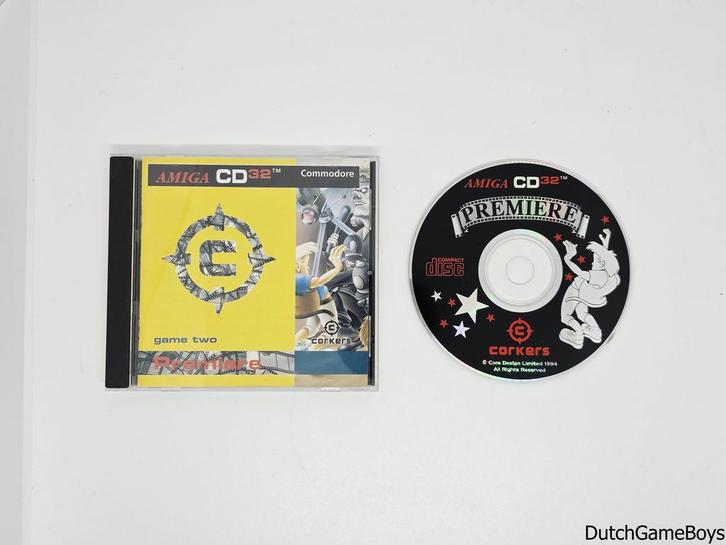 AMIGA CD32™ Commodore
C
game two
Premiere
corkers
AMIGA CD32™
PREMIERE
COMPACT
disc
C
corkers
© Core Design Limited 1994
All Rights Reserved
DutchGameBoys